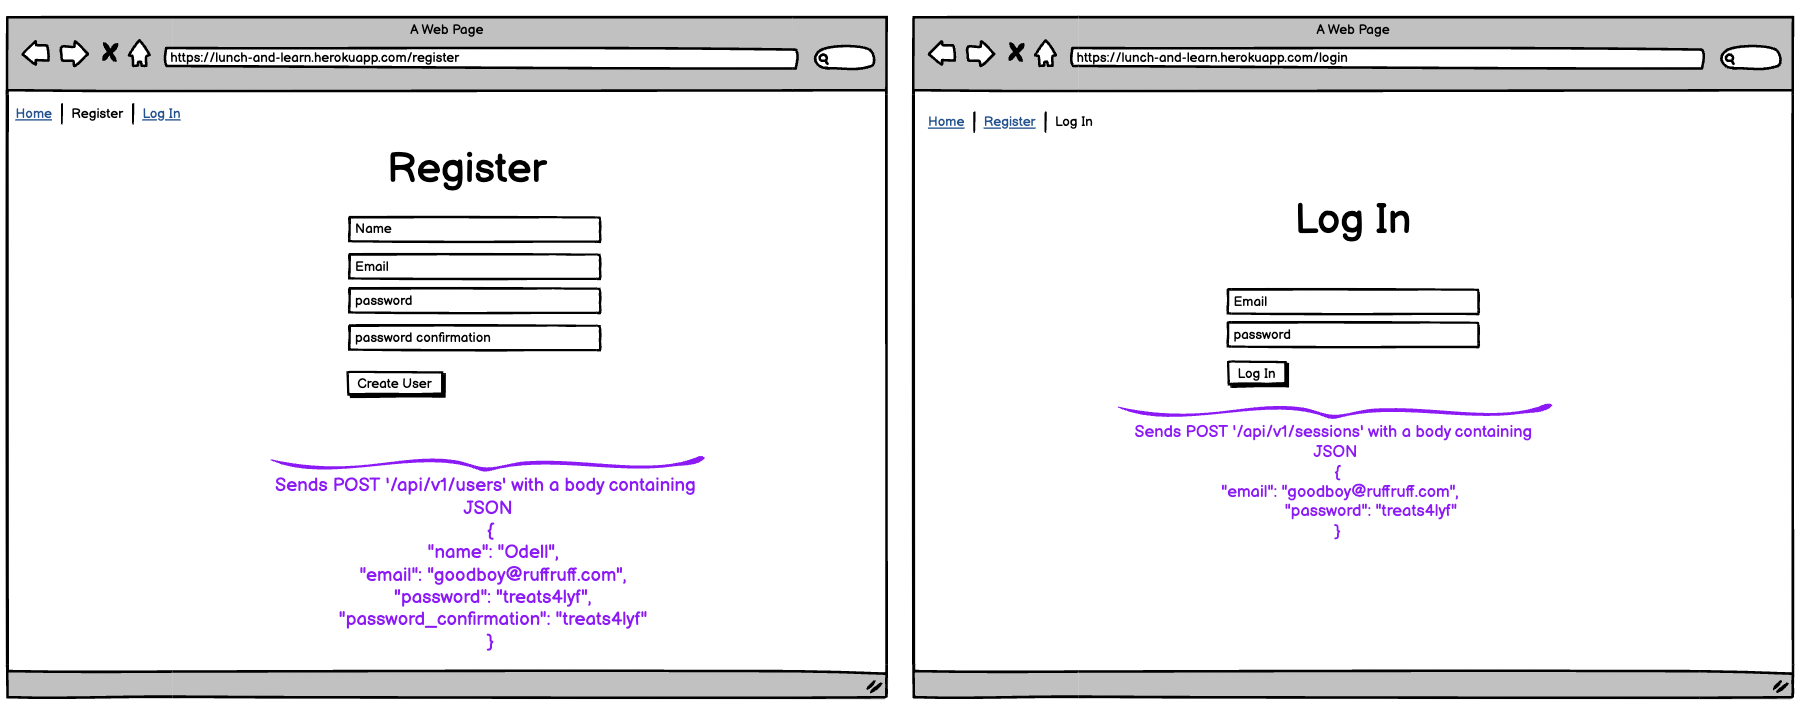 A Web Page
https://lunch-and-learn.herokuapp.com/register
Home | Register | Log In
Register
Name
Email
password
password confirmation
Create User
Sends POST '/api/v1/users' with a body containing
JSON
{
"name": "Odell",
"email": "goodboy@ruffruff.com",
"password": "treats4lyf",
"password_confirmation": "treats4lyf"
}
A Web Page
https://lunch-and-learn.herokuapp.com/login
Home | Register | Log In
Log In
Email
password
Log In
Sends POST '/api/v1/sessions' with a body containing
JSON
{
"email": "goodboy@ruffruff.com",
"password": "treats4lyf"
}